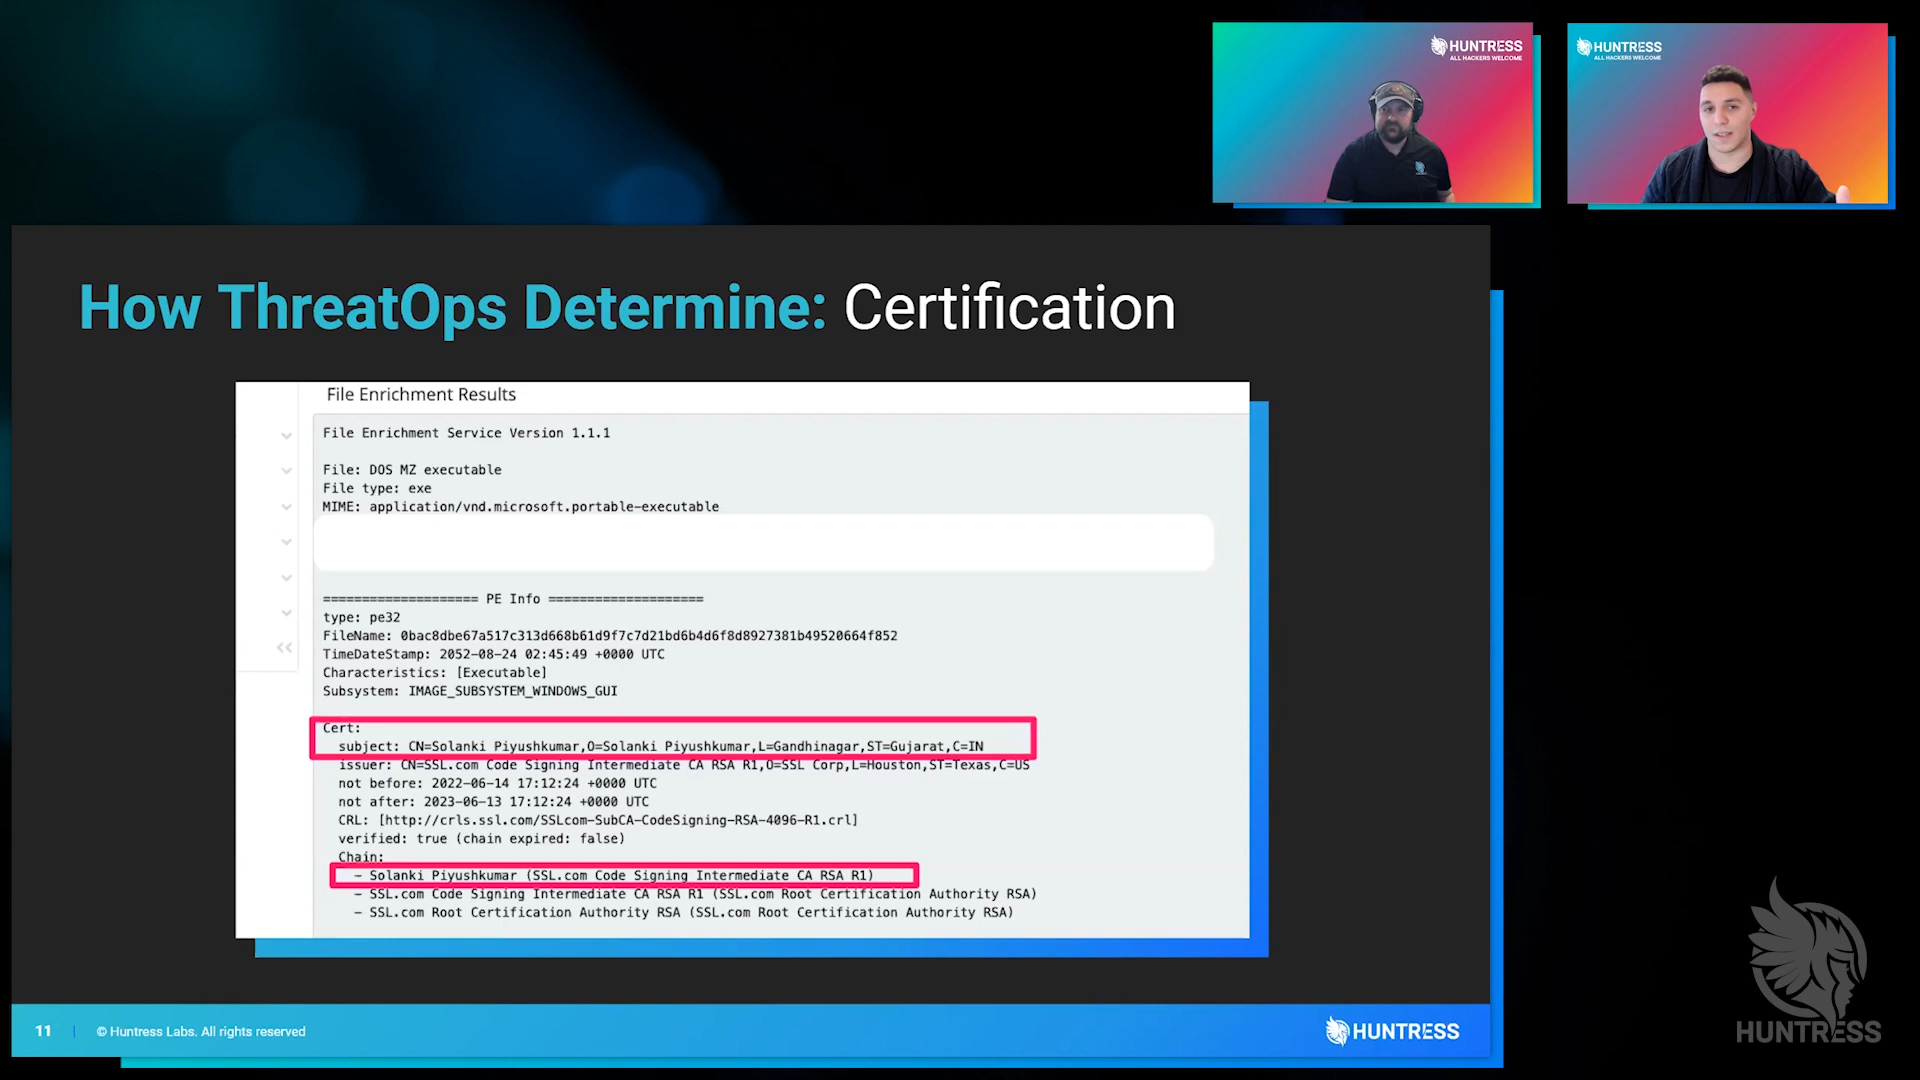 HUNTRESS
ALL HACKERS WELCOME
HUNTRESS
ALL HACKERS WELCOME
How ThreatOps Determine: Certification
File Enrichment Results
File Enrichment Service Version 1.1.1
File: DOS MZ executable
File type: exe
MIME: application/vnd.microsoft.portable-executable
==================== PE Info ====================
type: pe32
FileName: 0bac8dbe67a517c313d668b61d9f7c7d21bd6b4d6f8d8927381b49520664f852
TimeDateStamp: 2052-08-24 02:45:49 +0000 UTC
Characteristics: [Executable]
Subsystem: IMAGE_SUBSYSTEM_WINDOWS_GUI
Cert:
subject: CN=Solanki Piyushkumar,O=Solanki Piyushkumar,L=Gandhinagar,ST=Gujarat,C=IN
issuer: CN=SSL.com Code Signing Intermediate CA RSA R1,O=SSL Corp,L=Houston,ST=Texas,C=US
not before: 2022-06-14 17:12:24 +0000 UTC
not after: 2023-06-13 17:12:24 +0000 UTC
CRL: [http://crls.ssl.com/SSLcom-SubCA-CodeSigning-RSA-4096-R1.crl]
verified: true (chain expired: false)
Chain:
– Solanki Piyushkumar (SSL.com Code Signing Intermediate CA RSA R1)
– SSL.com Code Signing Intermediate CA RSA R1 (SSL.com Root Certification Authority RSA)
– SSL.com Root Certification Authority RSA (SSL.com Root Certification Authority RSA)
11 | © Huntress Labs. All rights reserved
HUNTRESS
HUNTRESS